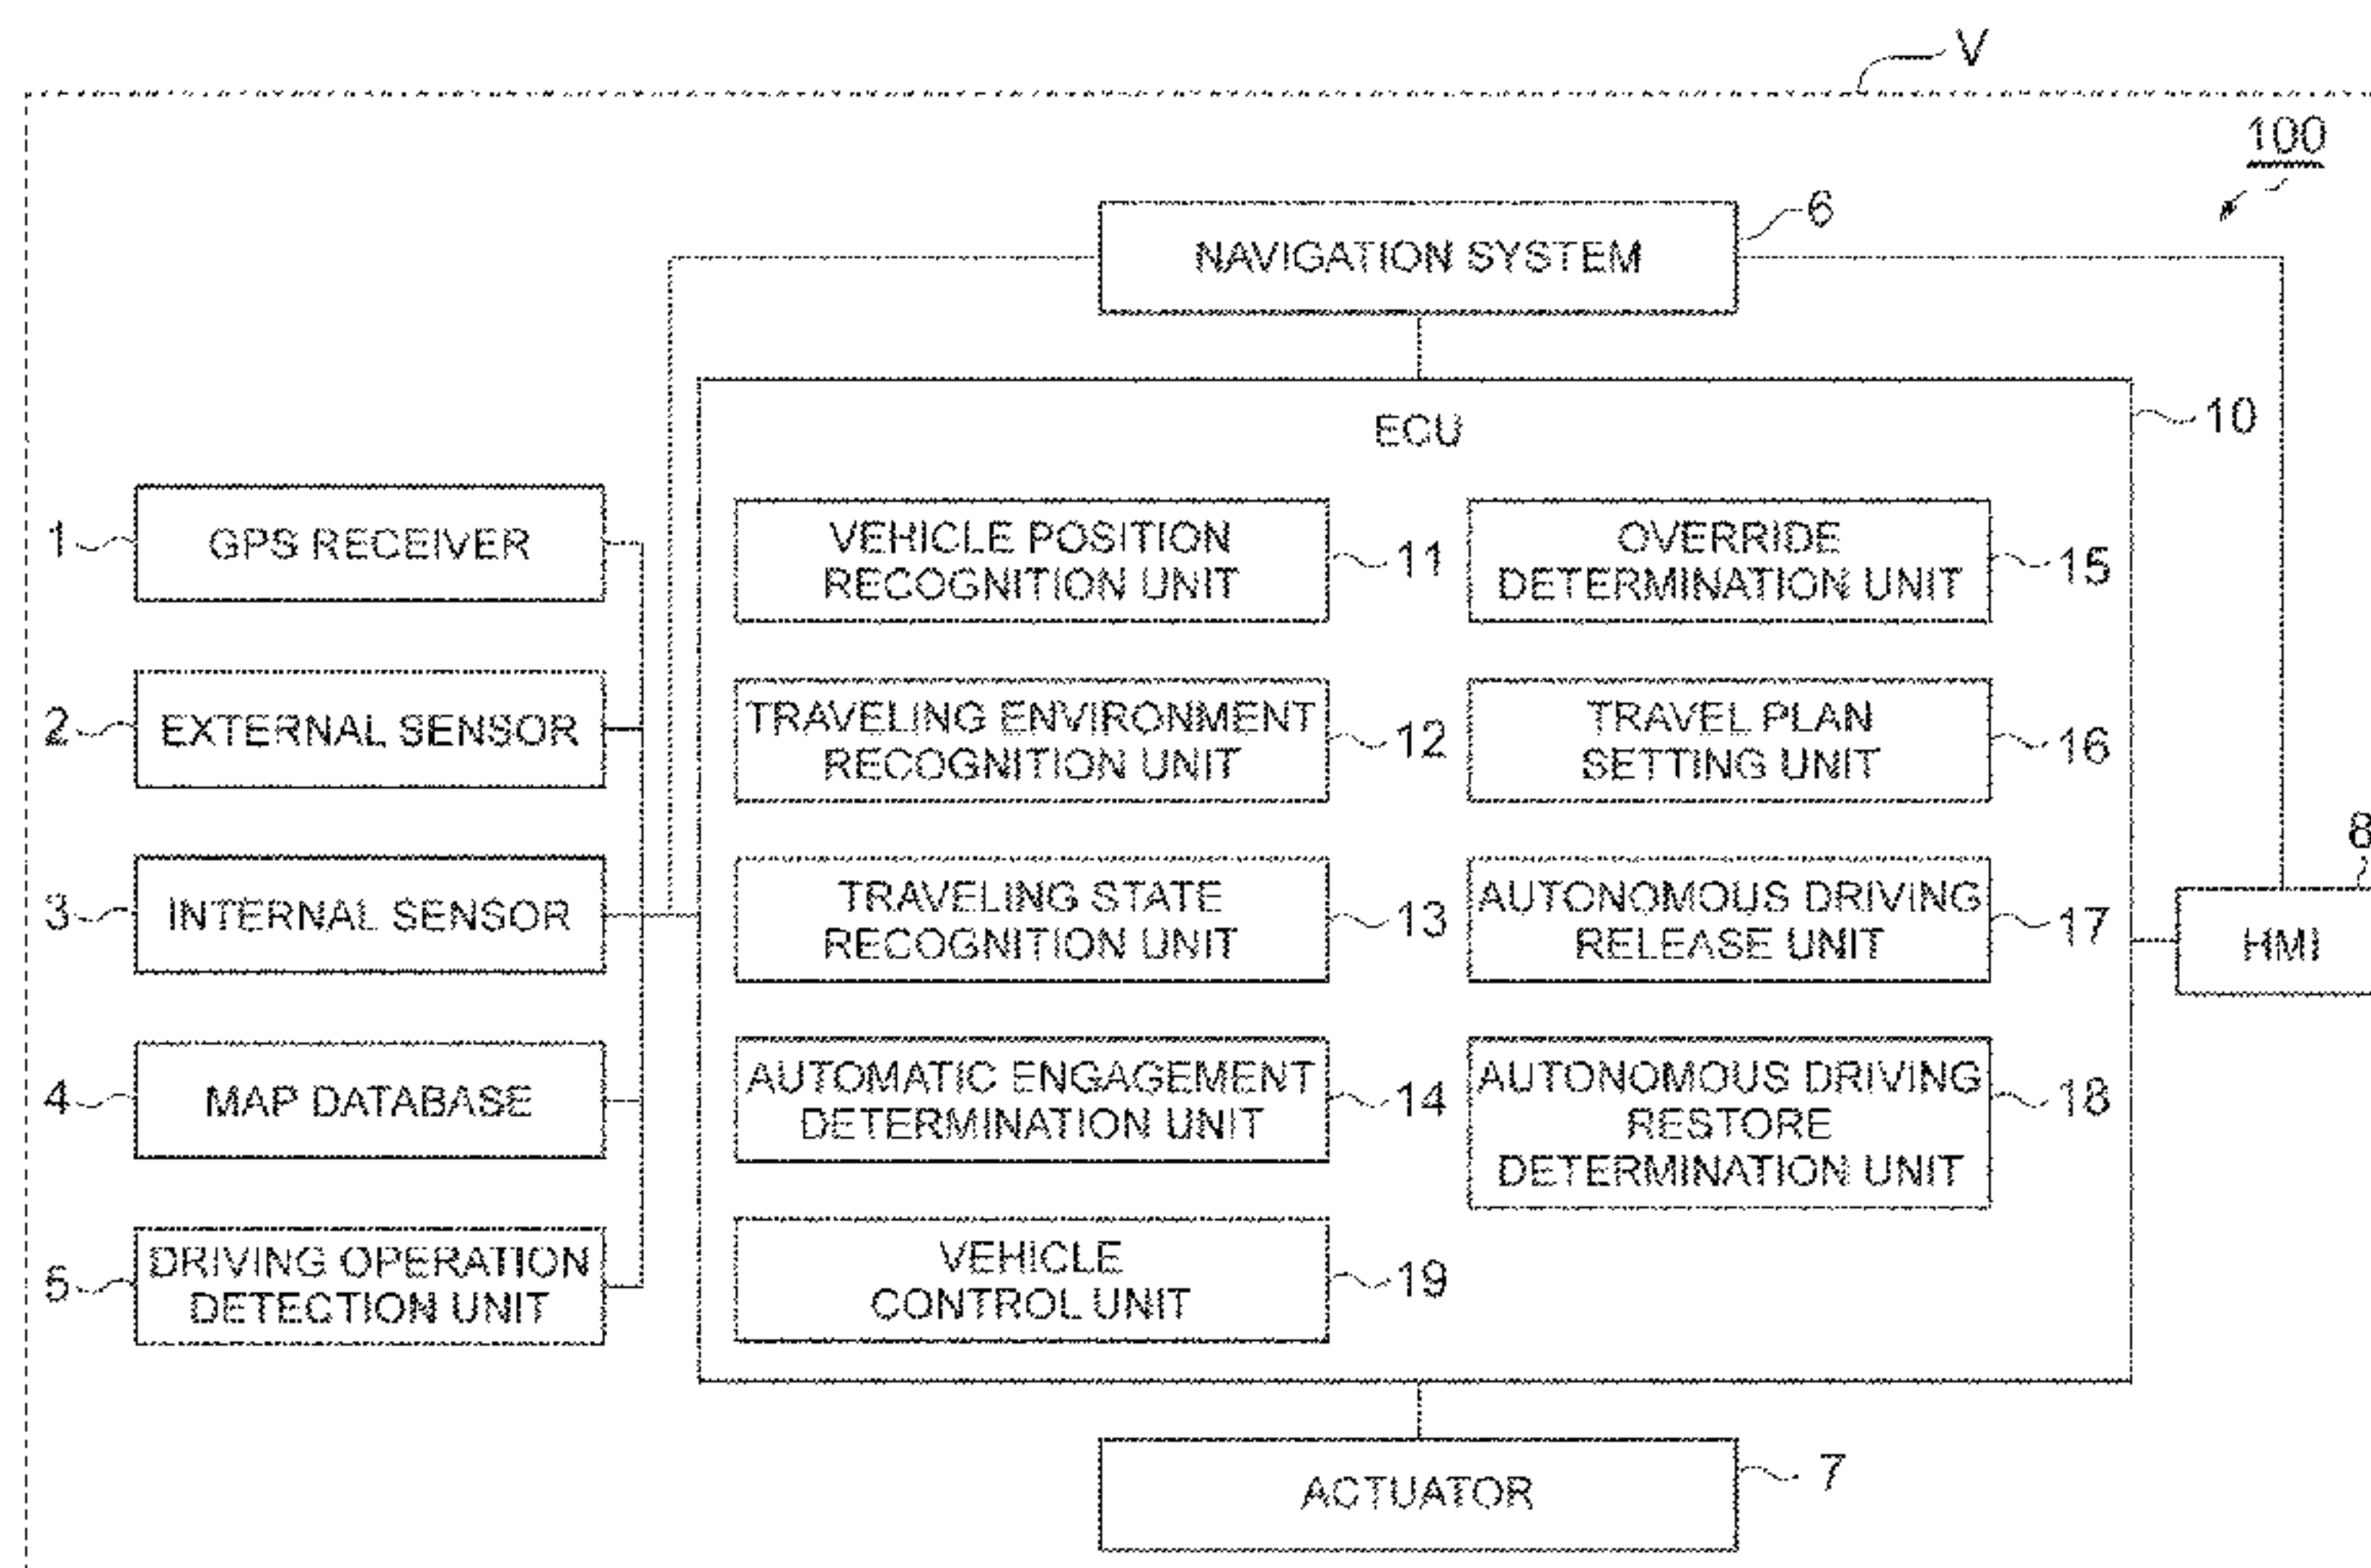 V
100
6
NAVIGATION SYSTEM
ECU
10
1
GPS RECEIVER
VEHICLE POSITION
RECOGNITION UNIT
11
OVERRIDE
DETERMINATION UNIT
15
2
EXTERNAL SENSOR
TRAVELING ENVIRONMENT
RECOGNITION UNIT
12
TRAVEL PLAN
SETTING UNIT
16
8
3
INTERNAL SENSOR
TRAVELING STATE
RECOGNITION UNIT
13
AUTONOMOUS DRIVING
RELEASE UNIT
17
HMI
4
MAP DATABASE
AUTOMATIC ENGAGEMENT
DETERMINATION UNIT
14
AUTONOMOUS DRIVING
RESTORE
DETERMINATION UNIT
18
5
DRIVING OPERATION
DETECTION UNIT
VEHICLE
CONTROL UNIT
19
ACTUATOR
7